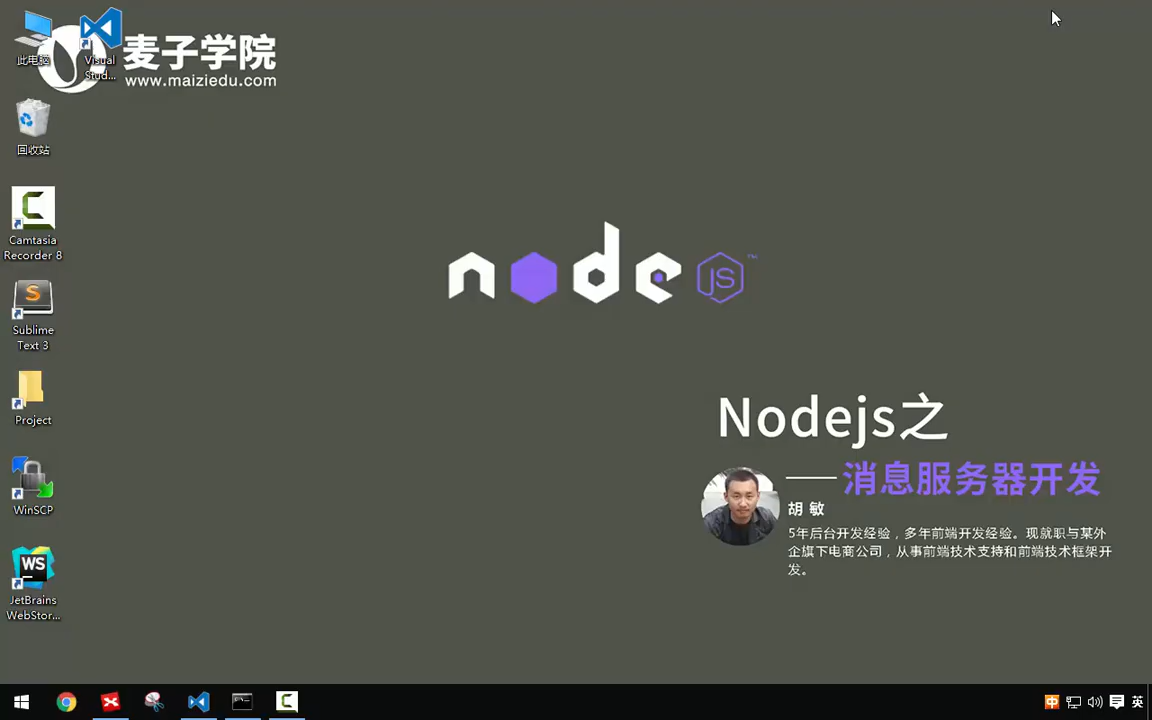 此电脑
Visual
Stud...
麦子学院
www.maiziedu.com
回收站
Camtasia
Recorder 8
Sublime
Text 3
Project
WinSCP
WS
JetBrains
WebStor...
node
JS
™
Nodejs之
——消息服务器开发
胡 敏
5年后台开发经验，多年前端开发经验。现就职与某外
企旗下电商公司，从事前端技术支持和前端技术框架开
发。
中
英